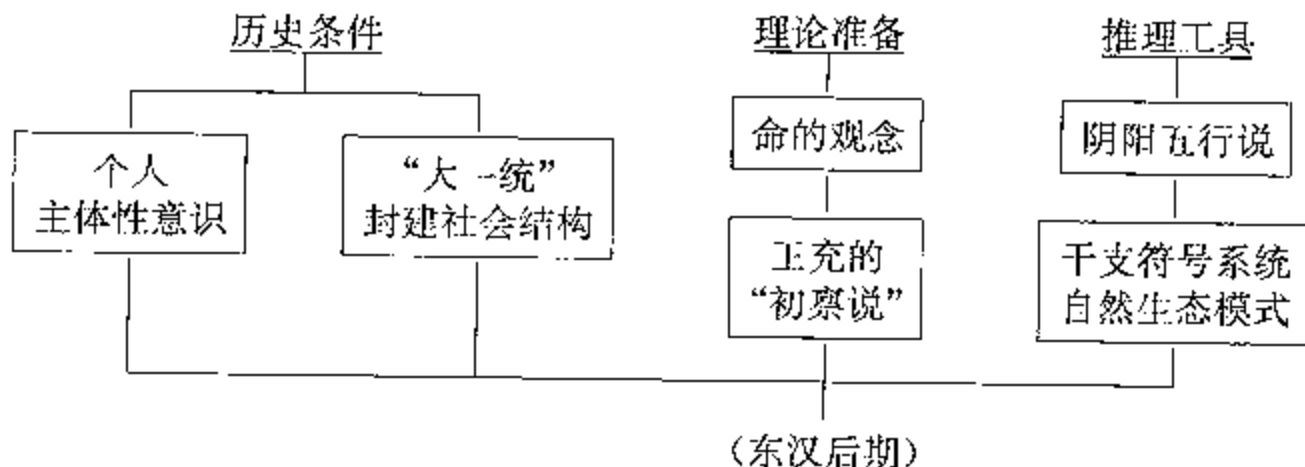 历史条件
理论准备
推理工具
个人
主体性意识
“大一统”
封建社会结构
命的观念
王充的
“初禀说”
阴阳五行说
干支符号系统
自然生态模式
（东汉后期）